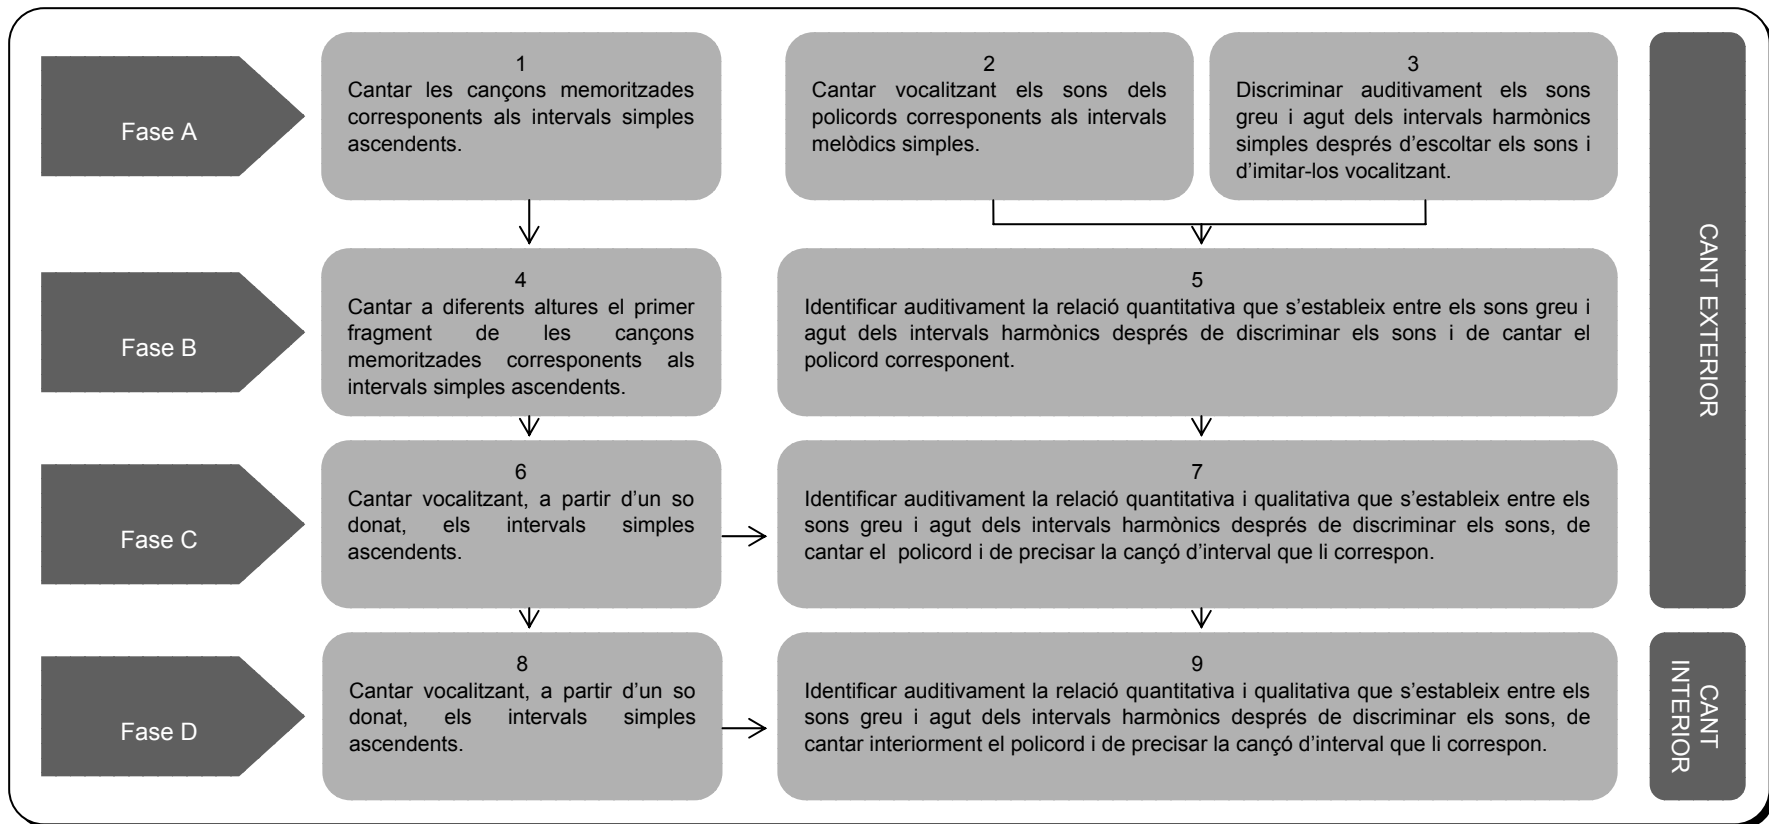 Fase A
1
Cantar les cançons memoritzades
corresponents als intervals simples
ascendents.
2
Cantar vocalitzant els sons dels
policords corresponents als intervals
melòdics simples.
3
Discriminar auditivament els sons
greu i agut dels intervals harmònics
simples després d’escoltar els sons i
d’imitar-los vocalitzant.
CANT EXTERIOR
Fase B
4
Cantar a diferents altures el primer
fragment de les cançons
memoritzades corresponents als
intervals simples ascendents.
5
Identificar auditivament la relació quantitativa que s’estableix entre els sons greu i
agut dels intervals harmònics després de discriminar els sons i de cantar el
policord corresponent.
Fase C
6
Cantar vocalitzant, a partir d’un so
donat, els intervals simples
ascendents.
7
Identificar auditivament la relació quantitativa i qualitativa que s’estableix entre els
sons greu i agut dels intervals harmònics després de discriminar els sons, de
cantar el policord i de precisar la cançó d’interval que li correspon.
Fase D
8
Cantar vocalitzant, a partir d’un so
donat, els intervals simples
ascendents.
9
Identificar auditivament la relació quantitativa i qualitativa que s’estableix entre els
sons greu i agut dels intervals harmònics després de discriminar els sons, de
cantar interiorment el policord i de precisar la cançó d’interval que li correspon.
CANT
INTERIOR